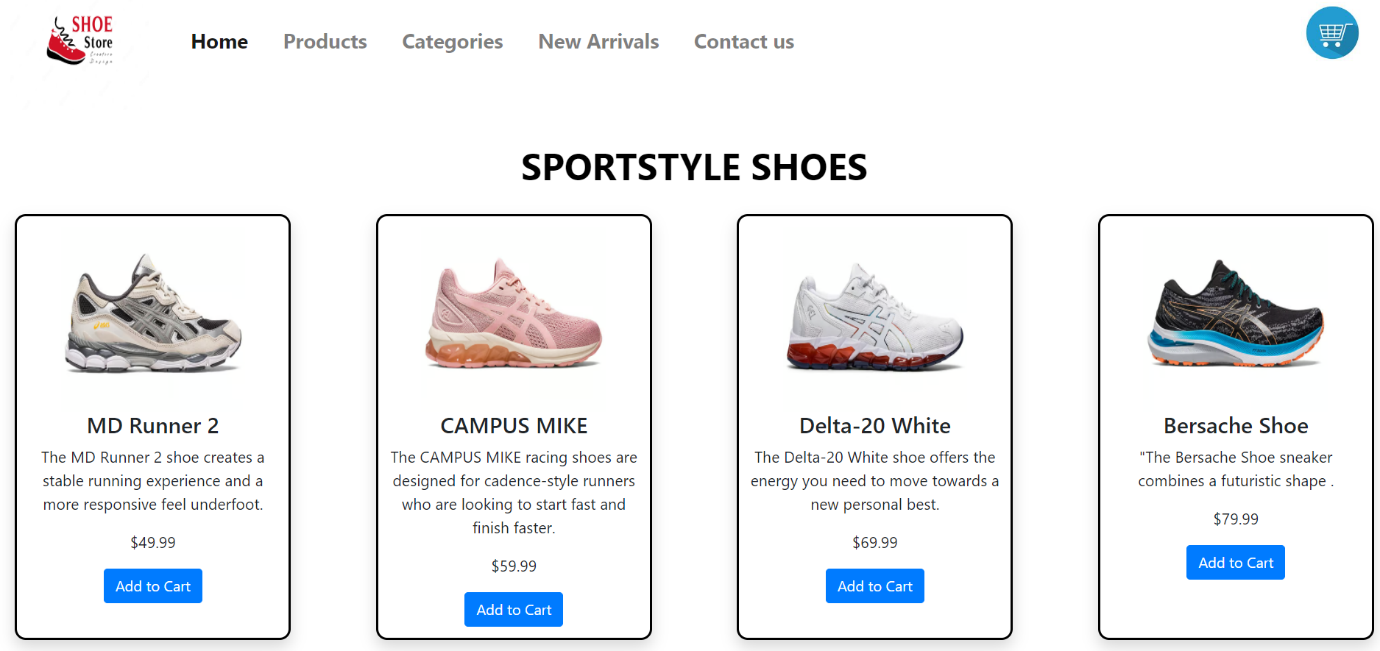 SHOE
Store
Creative
Design
Home
Products
Categories
New Arrivals
Contact us
SPORTSTYLE SHOES
MD Runner 2
The MD Runner 2 shoe creates a
stable running experience and a
more responsive feel underfoot.
$49.99
Add to Cart
CAMPUS MIKE
The CAMPUS MIKE racing shoes are
designed for cadence-style runners
who are looking to start fast and
finish faster.
$59.99
Add to Cart
Delta-20 White
The Delta-20 White shoe offers the
energy you need to move towards a
new personal best.
$69.99
Add to Cart
Bersache Shoe
"The Bersache Shoe sneaker
combines a futuristic shape .
$79.99
Add to Cart